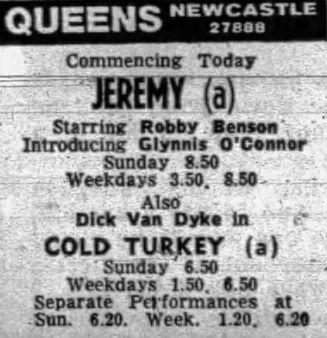 QUEENS NEWCASTLE
27888
Commencing Today
JEREMY (a)
Starring Robby Benson
Introducing Glynnis O'Connor
Sunday 8.50
Weekdays 3.50, 8.50
Also
Dick Van Dyke in
COLD TURKEY (a)
Sunday 6.50
Weekdays 1.50, 6.50
Separate Performances at
Sun. 6.20. Week. 1.20, 6.20